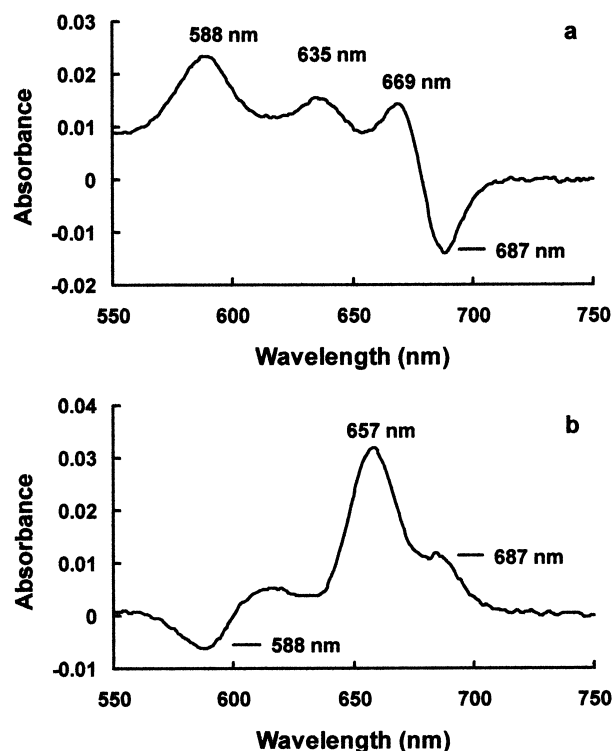 a
588 nm
635 nm
669 nm
687 nm
0.03
0.02
0.01
0
-0.01
-0.02
Absorbance
550 600 650 700 750
Wavelength (nm)
b
657 nm
687 nm
588 nm
0.04
0.03
0.02
0.01
0
-0.01
Absorbance
550 600 650 700 750
Wavelength (nm)